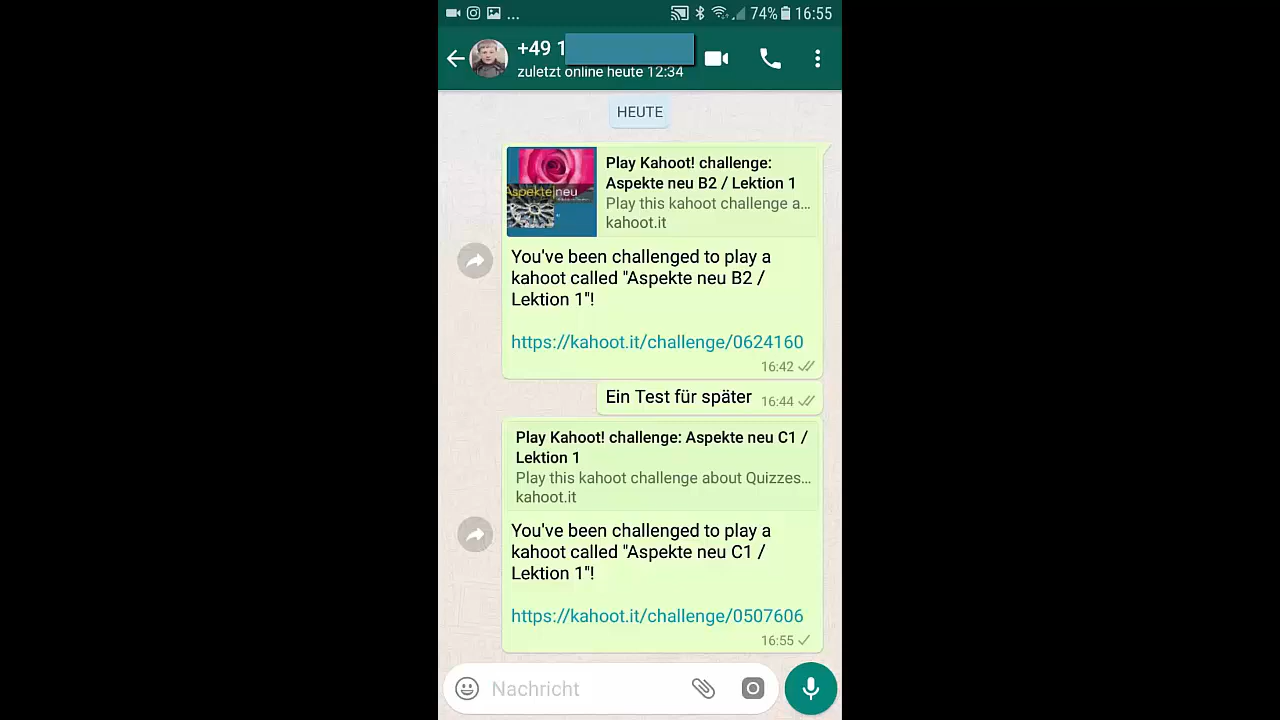 ... 74% 16:55
+49 1
zuletzt online heute 12:34
HEUTE
Aspekte|neu
Play Kahoot! challenge:
Aspekte neu B2 / Lektion 1
Play this kahoot challenge a...
kahoot.it
You've been challenged to play a
kahoot called "Aspekte neu B2 /
Lektion 1"!
https://kahoot.it/challenge/0624160
16:42
Ein Test für später 16:44
Play Kahoot! challenge: Aspekte neu C1 /
Lektion 1
Play this kahoot challenge about Quizzes...
kahoot.it
You've been challenged to play a
kahoot called "Aspekte neu C1 /
Lektion 1"!
https://kahoot.it/challenge/0507606
16:55
Nachricht